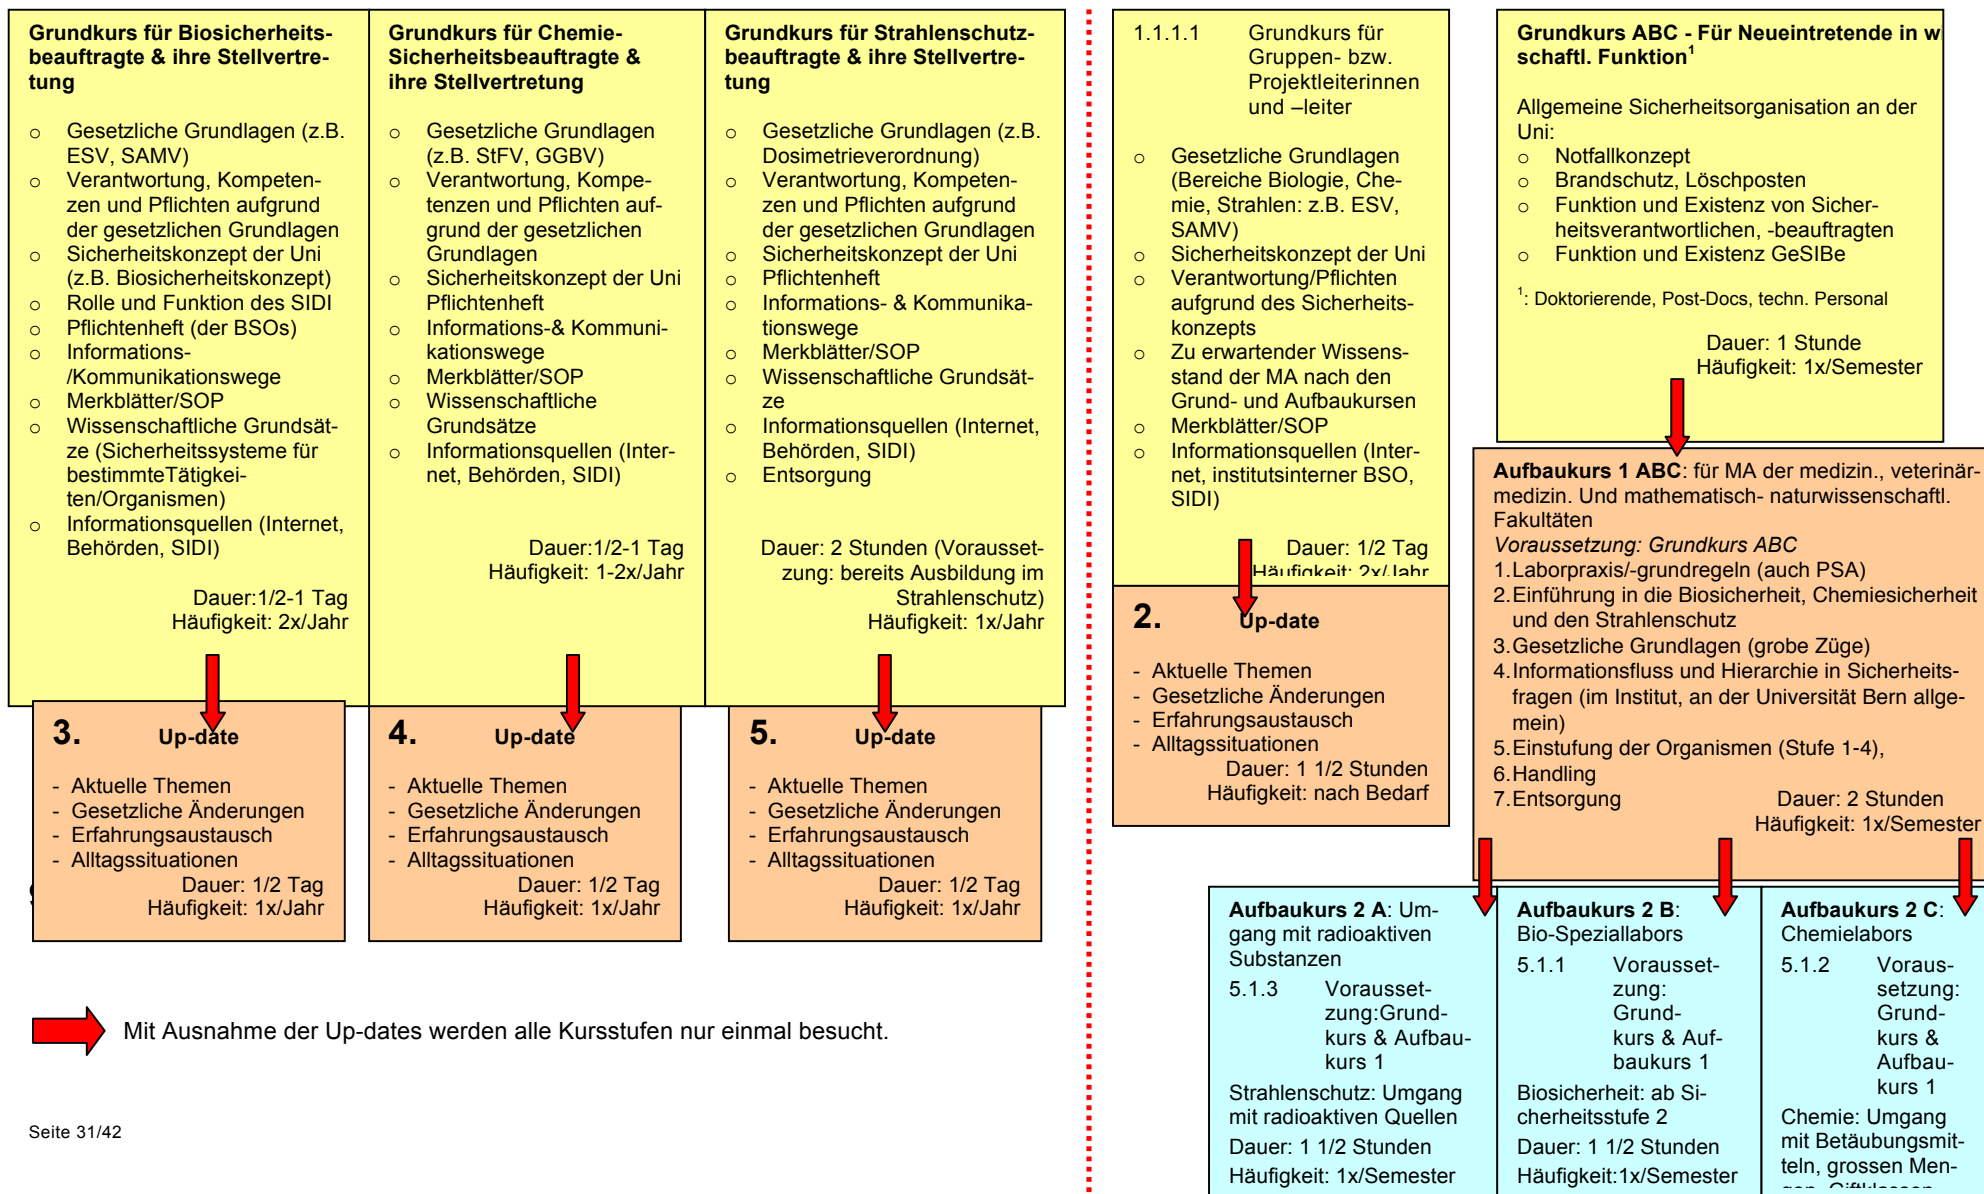 Grundkurs für Biosicherheits-
beauftragte & ihre Stellvertre-
tung
o Gesetzliche Grundlagen (z.B.
ESV, SAMV)
o Verantwortung, Kompeten-
zen und Pflichten aufgrund
der gesetzlichen Grundlagen
o Sicherheitskonzept der Uni
(z.B. Biosicherheitskonzept)
o Rolle und Funktion des SIDI
o Pflichtenheft (der BSOs)
o Informations-
/Kommunikationswege
o Merkblätter/SOP
o Wissenschaftliche Grundsät-
ze (Sicherheitssysteme für
bestimmteTätigkei-
ten/Organismen)
o Informationsquellen (Internet,
Behörden, SIDI)
Dauer:1/2-1 Tag
Häufigkeit: 2x/Jahr
Grundkurs für Chemie-
Sicherheitsbeauftragte &
ihre Stellvertretung
o Gesetzliche Grundlagen
(z.B. StFV, GGBV)
o Verantwortung, Kompe-
tenzen und Pflichten auf-
grund der gesetzlichen
Grundlagen
o Sicherheitskonzept der Uni
Pflichtenheft
o Informations-& Kommuni-
kationswege
o Merkblätter/SOP
o Wissenschaftliche
Grundsätze
o Informationsquellen (Inter-
net, Behörden, SIDI)
Dauer:1/2-1 Tag
Häufigkeit: 1-2x/Jahr
Grundkurs für Strahlenschutz-
beauftragte & ihre Stellvertre-
tung
o Gesetzliche Grundlagen (z.B.
Dosimetrieverordnung)
o Verantwortung, Kompeten-
zen und Pflichten aufgrund
der gesetzlichen Grundlagen
o Sicherheitskonzept der Uni
o Pflichtenheft
o Informations- & Kommunika-
tionswege
o Merkblätter/SOP
o Wissenschaftliche Grundsät-
ze
o Informationsquellen (Internet,
Behörden, SIDI)
o Entsorgung
Dauer: 2 Stunden (Vorausset-
zung: bereits Ausbildung im
Strahlenschutz)
Häufigkeit: 1x/Jahr
3. Up-date
- Aktuelle Themen
- Gesetzliche Änderungen
- Erfahrungsaustausch
- Alltagssituationen
Dauer: 1/2 Tag
Häufigkeit: 1x/Jahr
4. Up-date
- Aktuelle Themen
- Gesetzliche Änderungen
- Erfahrungsaustausch
- Alltagssituationen
Dauer: 1/2 Tag
Häufigkeit: 1x/Jahr
5. Up-date
- Aktuelle Themen
- Gesetzliche Änderungen
- Erfahrungsaustausch
- Alltagssituationen
Dauer: 1/2 Tag
Häufigkeit: 1x/Jahr
Mit Ausnahme der Up-dates werden alle Kursstufen nur einmal besucht.
Seite 31/42
1.1.1.1 Grundkurs für
Gruppen- bzw.
Projektleiterinnen
und –leiter
o Gesetzliche Grundlagen
(Bereiche Biologie, Che-
mie, Strahlen: z.B. ESV,
SAMV)
o Sicherheitskonzept der Uni
o Verantwortung/Pflichten
aufgrund des Sicherheits-
konzepts
o Zu erwartender Wissens-
stand der MA nach den
Grund- und Aufbaukursen
o Merkblätter/SOP
o Informationsquellen (Inter-
net, institutsinterner BSO,
SIDI)
Dauer: 1/2 Tag
Häufigkeit: 2x/Jahr
2. Up-date
- Aktuelle Themen
- Gesetzliche Änderungen
- Erfahrungsaustausch
- Alltagssituationen
Dauer: 1 1/2 Stunden
Häufigkeit: nach Bedarf
Grundkurs ABC - Für Neueintretende in wi
schaftl. Funktion1
Allgemeine Sicherheitsorganisation an der
Uni:
o Notfallkonzept
o Brandschutz, Löschposten
o Funktion und Existenz von Sicher-
heitsverantwortlichen, -beauftragten
o Funktion und Existenz GeSIBe
1: Doktorierende, Post-Docs, techn. Personal
Dauer: 1 Stunde
Häufigkeit: 1x/Semester
Aufbaukurs 1 ABC: für MA der medizin., veterinär-
medizin. Und mathematisch- naturwissenschaftl.
Fakultäten
Voraussetzung: Grundkurs ABC
1.Laborpraxis/-grundregeln (auch PSA)
2.Einführung in die Biosicherheit, Chemiesicherheit
und den Strahlenschutz
3.Gesetzliche Grundlagen (grobe Züge)
4.Informationsfluss und Hierarchie in Sicherheits-
fragen (im Institut, an der Universität Bern allge-
mein)
5.Einstufung der Organismen (Stufe 1-4),
6.Handling
7.Entsorgung Dauer: 2 Stunden
Häufigkeit: 1x/Semester
Aufbaukurs 2 A: Um-
gang mit radioaktiven
Substanzen
5.1.3 Vorausset-
zung:Grund-
kurs & Aufbau-
kurs 1
Strahlenschutz: Umgang
mit radioaktiven Quellen
Dauer: 1 1/2 Stunden
Häufigkeit: 1x/Semester
Aufbaukurs 2 B:
Bio-Speziallabors
5.1.1 Vorausset-
zung:
Grund-
kurs & Auf-
baukurs 1
Biosicherheit: ab Si-
cherheitsstufe 2
Dauer: 1 1/2 Stunden
Häufigkeit:1x/Semester
Aufbaukurs 2 C:
Chemielabors
5.1.2 Voraus-
setzung:
Grund-
kurs &
Aufbau-
kurs 1
Chemie: Umgang
mit Betäubungsmit-
teln, grossen Men-